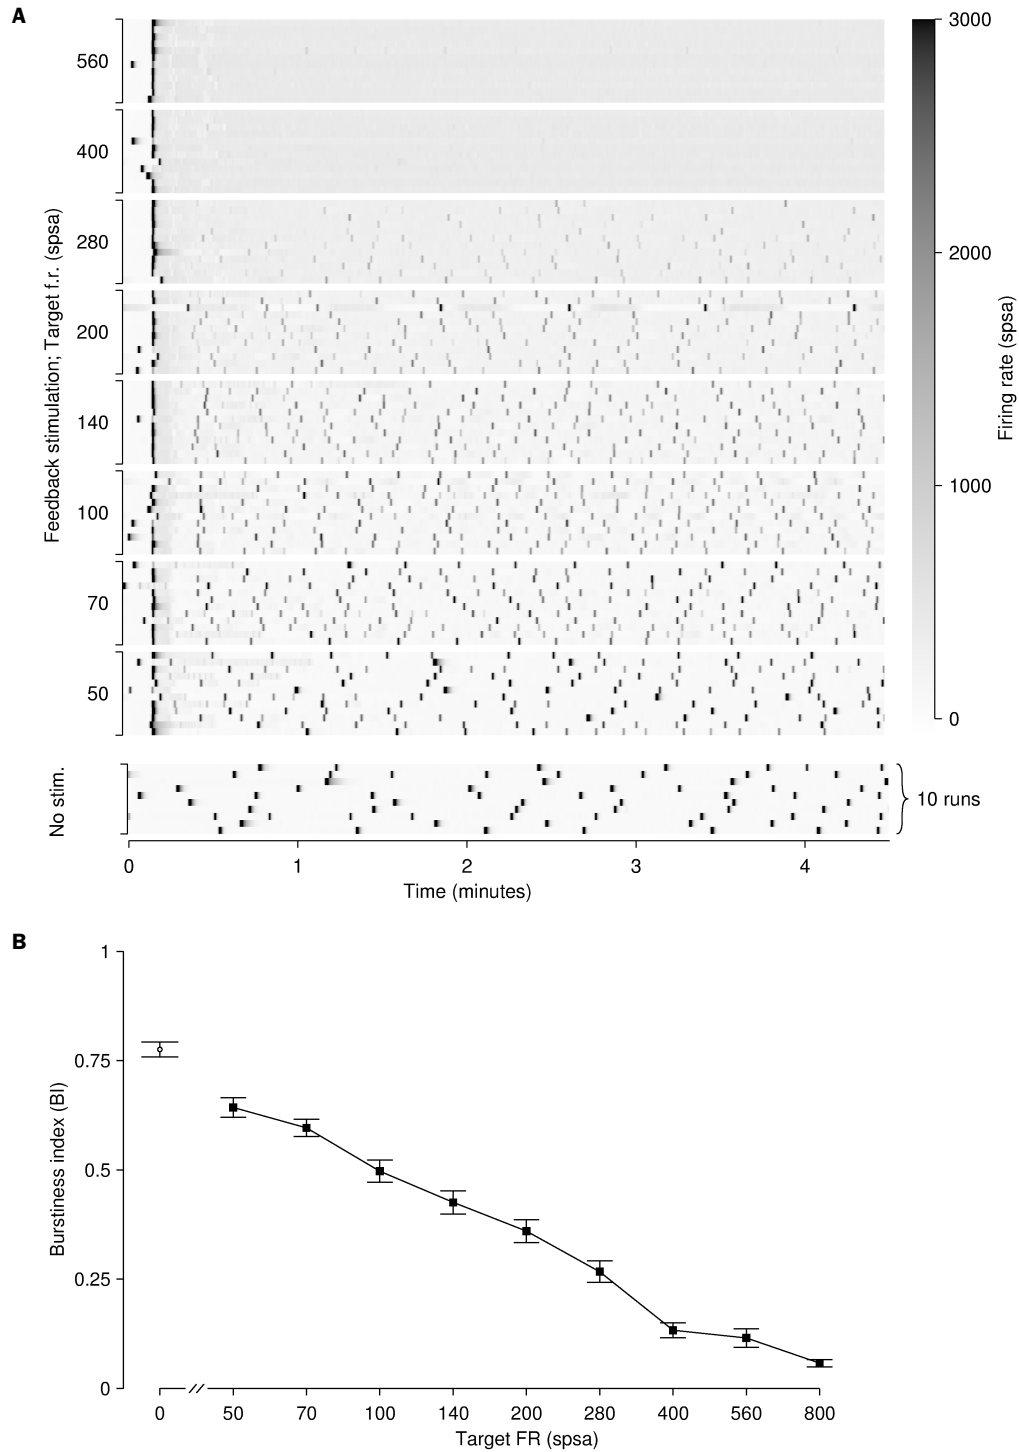 A
Feedback stimulation; Target f.r. (spsa)
560
400
280
200
140
100
70
50
3000
2000
1000
0
Firing rate (spsa)
No stim.
10 runs
0 1 2 3 4
Time (minutes)
B
Burstiness index (BI)
1
0.75
0.5
0.25
0
0 // 50 70 100 140 200 280 400 560 800
Target FR (spsa)